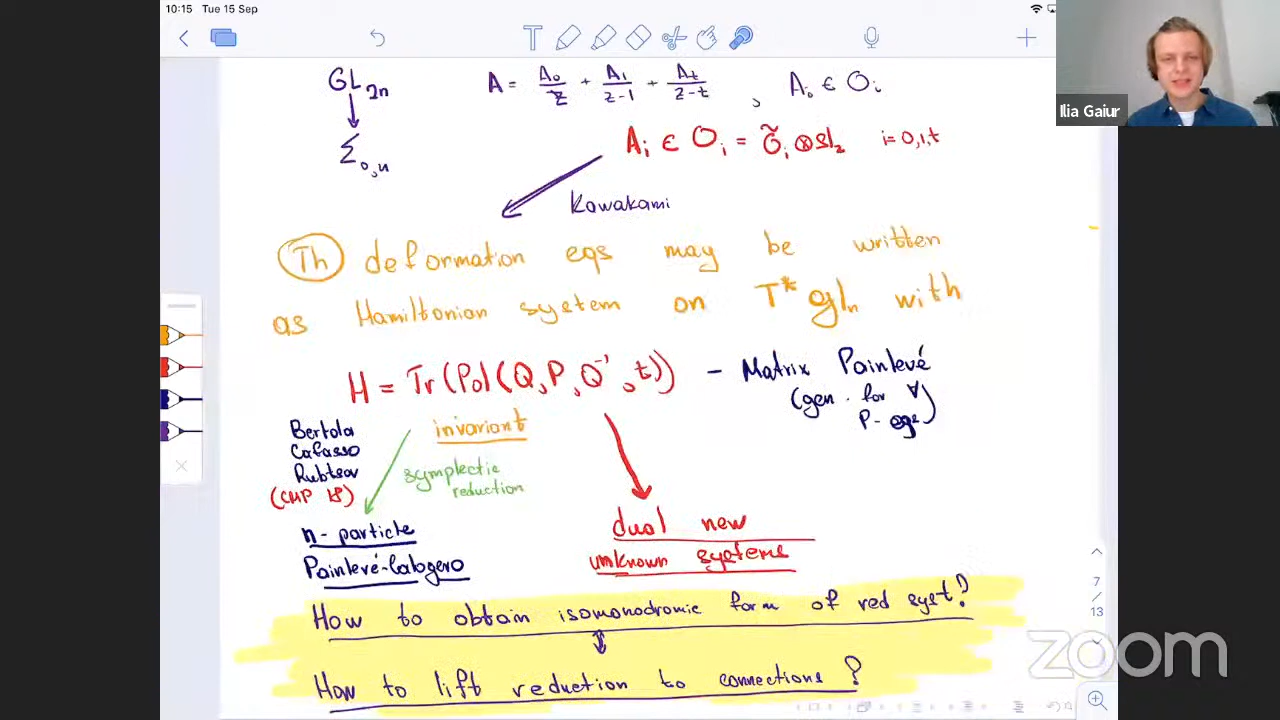 10:15 Tue 15 Sep
Ilia Gaiur
GL₂ₙ
A = A₀/z + A₁/z-1 + Aₜ/z-t , Aᵢ ∈ Oᵢ
Σ₀,ₙ
Aᵢ ∈ Oᵢ = Õᵢ ⊗ sl₂ i=0,1,t
Kawakami
Th deformation eqs may be written
as Hamiltonian system on T* glₙ with
H = Tr(Pol(Q,P,Q⁻¹,t)) – Matrix Painlevé
(gen. for ∀
P-eqs)
Bertola
Cafasso
Rubtsov
(CMP 18)
invariant
symplectic
reduction
n-particle
Painlevé-Calogero
dual new
unknown systems
How to obtain isomonodromic form of red syst?
↕
How to lift reduction to connections?
7
/
13
zoom